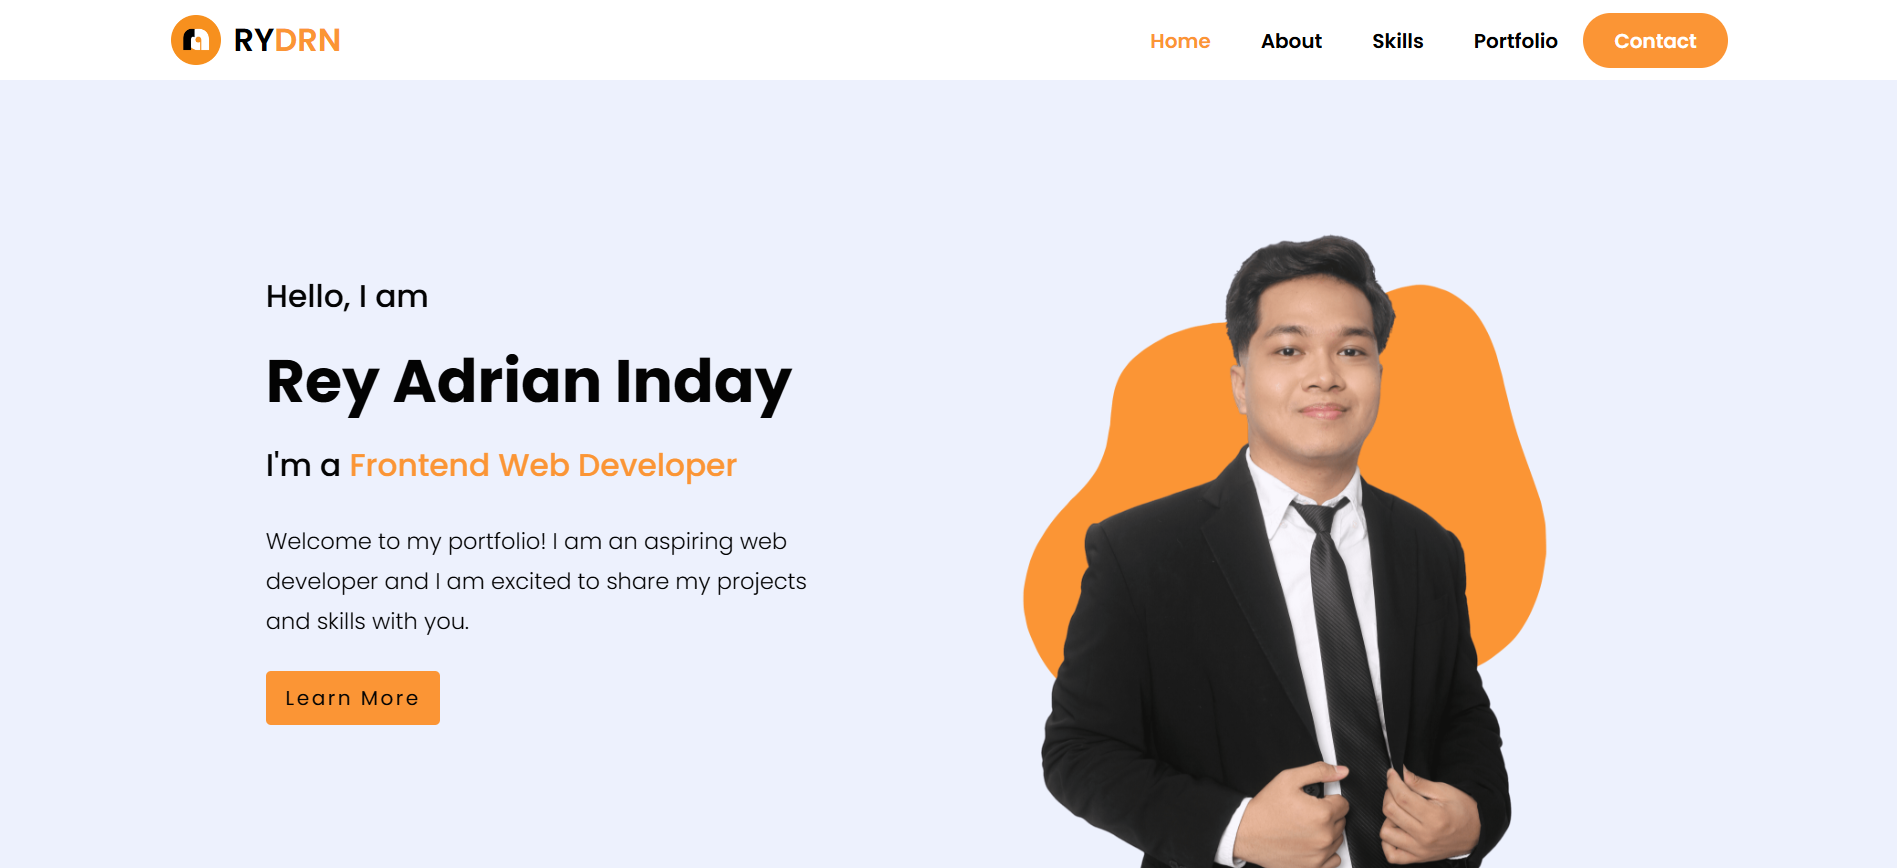 RYDRN
Home
About
Skills
Portfolio
Contact
Hello, I am
Rey Adrian Inday
I'm a Frontend Web Developer
Welcome to my portfolio! I am an aspiring web
developer and I am excited to share my projects
and skills with you.
Learn More